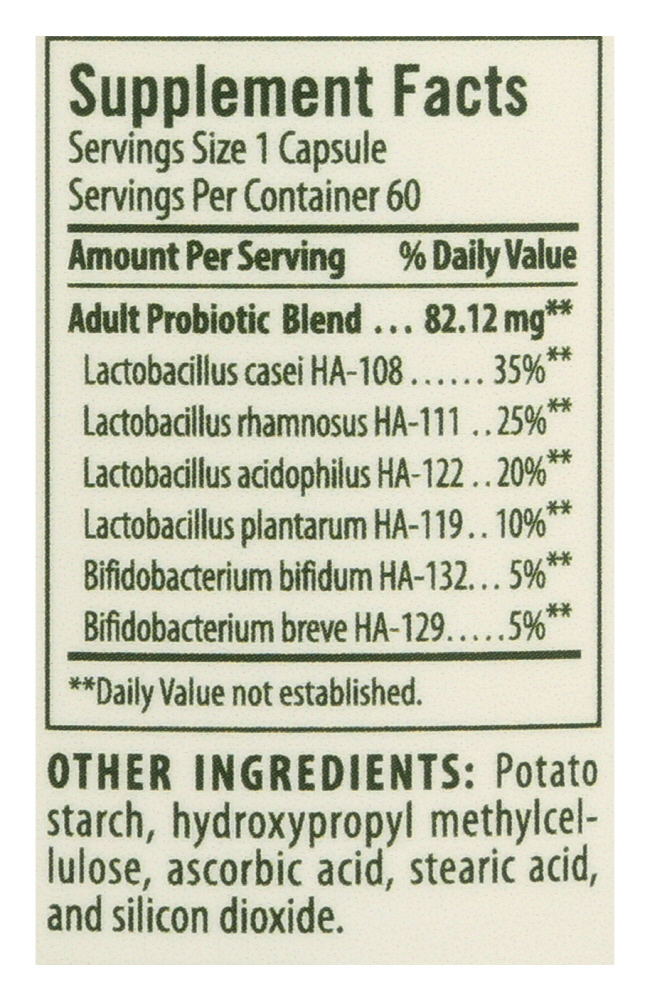 Supplement Facts
Servings Size 1 Capsule
Servings Per Container 60
Amount Per Serving % Daily Value
Adult Probiotic Blend ... 82.12 mg**
Lactobacillus casei HA-108 ...... 35%**
Lactobacillus rhamnosus HA-111 .. 25%**
Lactobacillus acidophilus HA-122 .. 20%**
Lactobacillus plantarum HA-119.. 10%**
Bifidobacterium bifidum HA-132... 5%**
Bifidobacterium breve HA-129.....5%**
**Daily Value not established.
OTHER INGREDIENTS: Potato
starch, hydroxypropyl methylcel-
lulose, ascorbic acid, stearic acid,
and silicon dioxide.